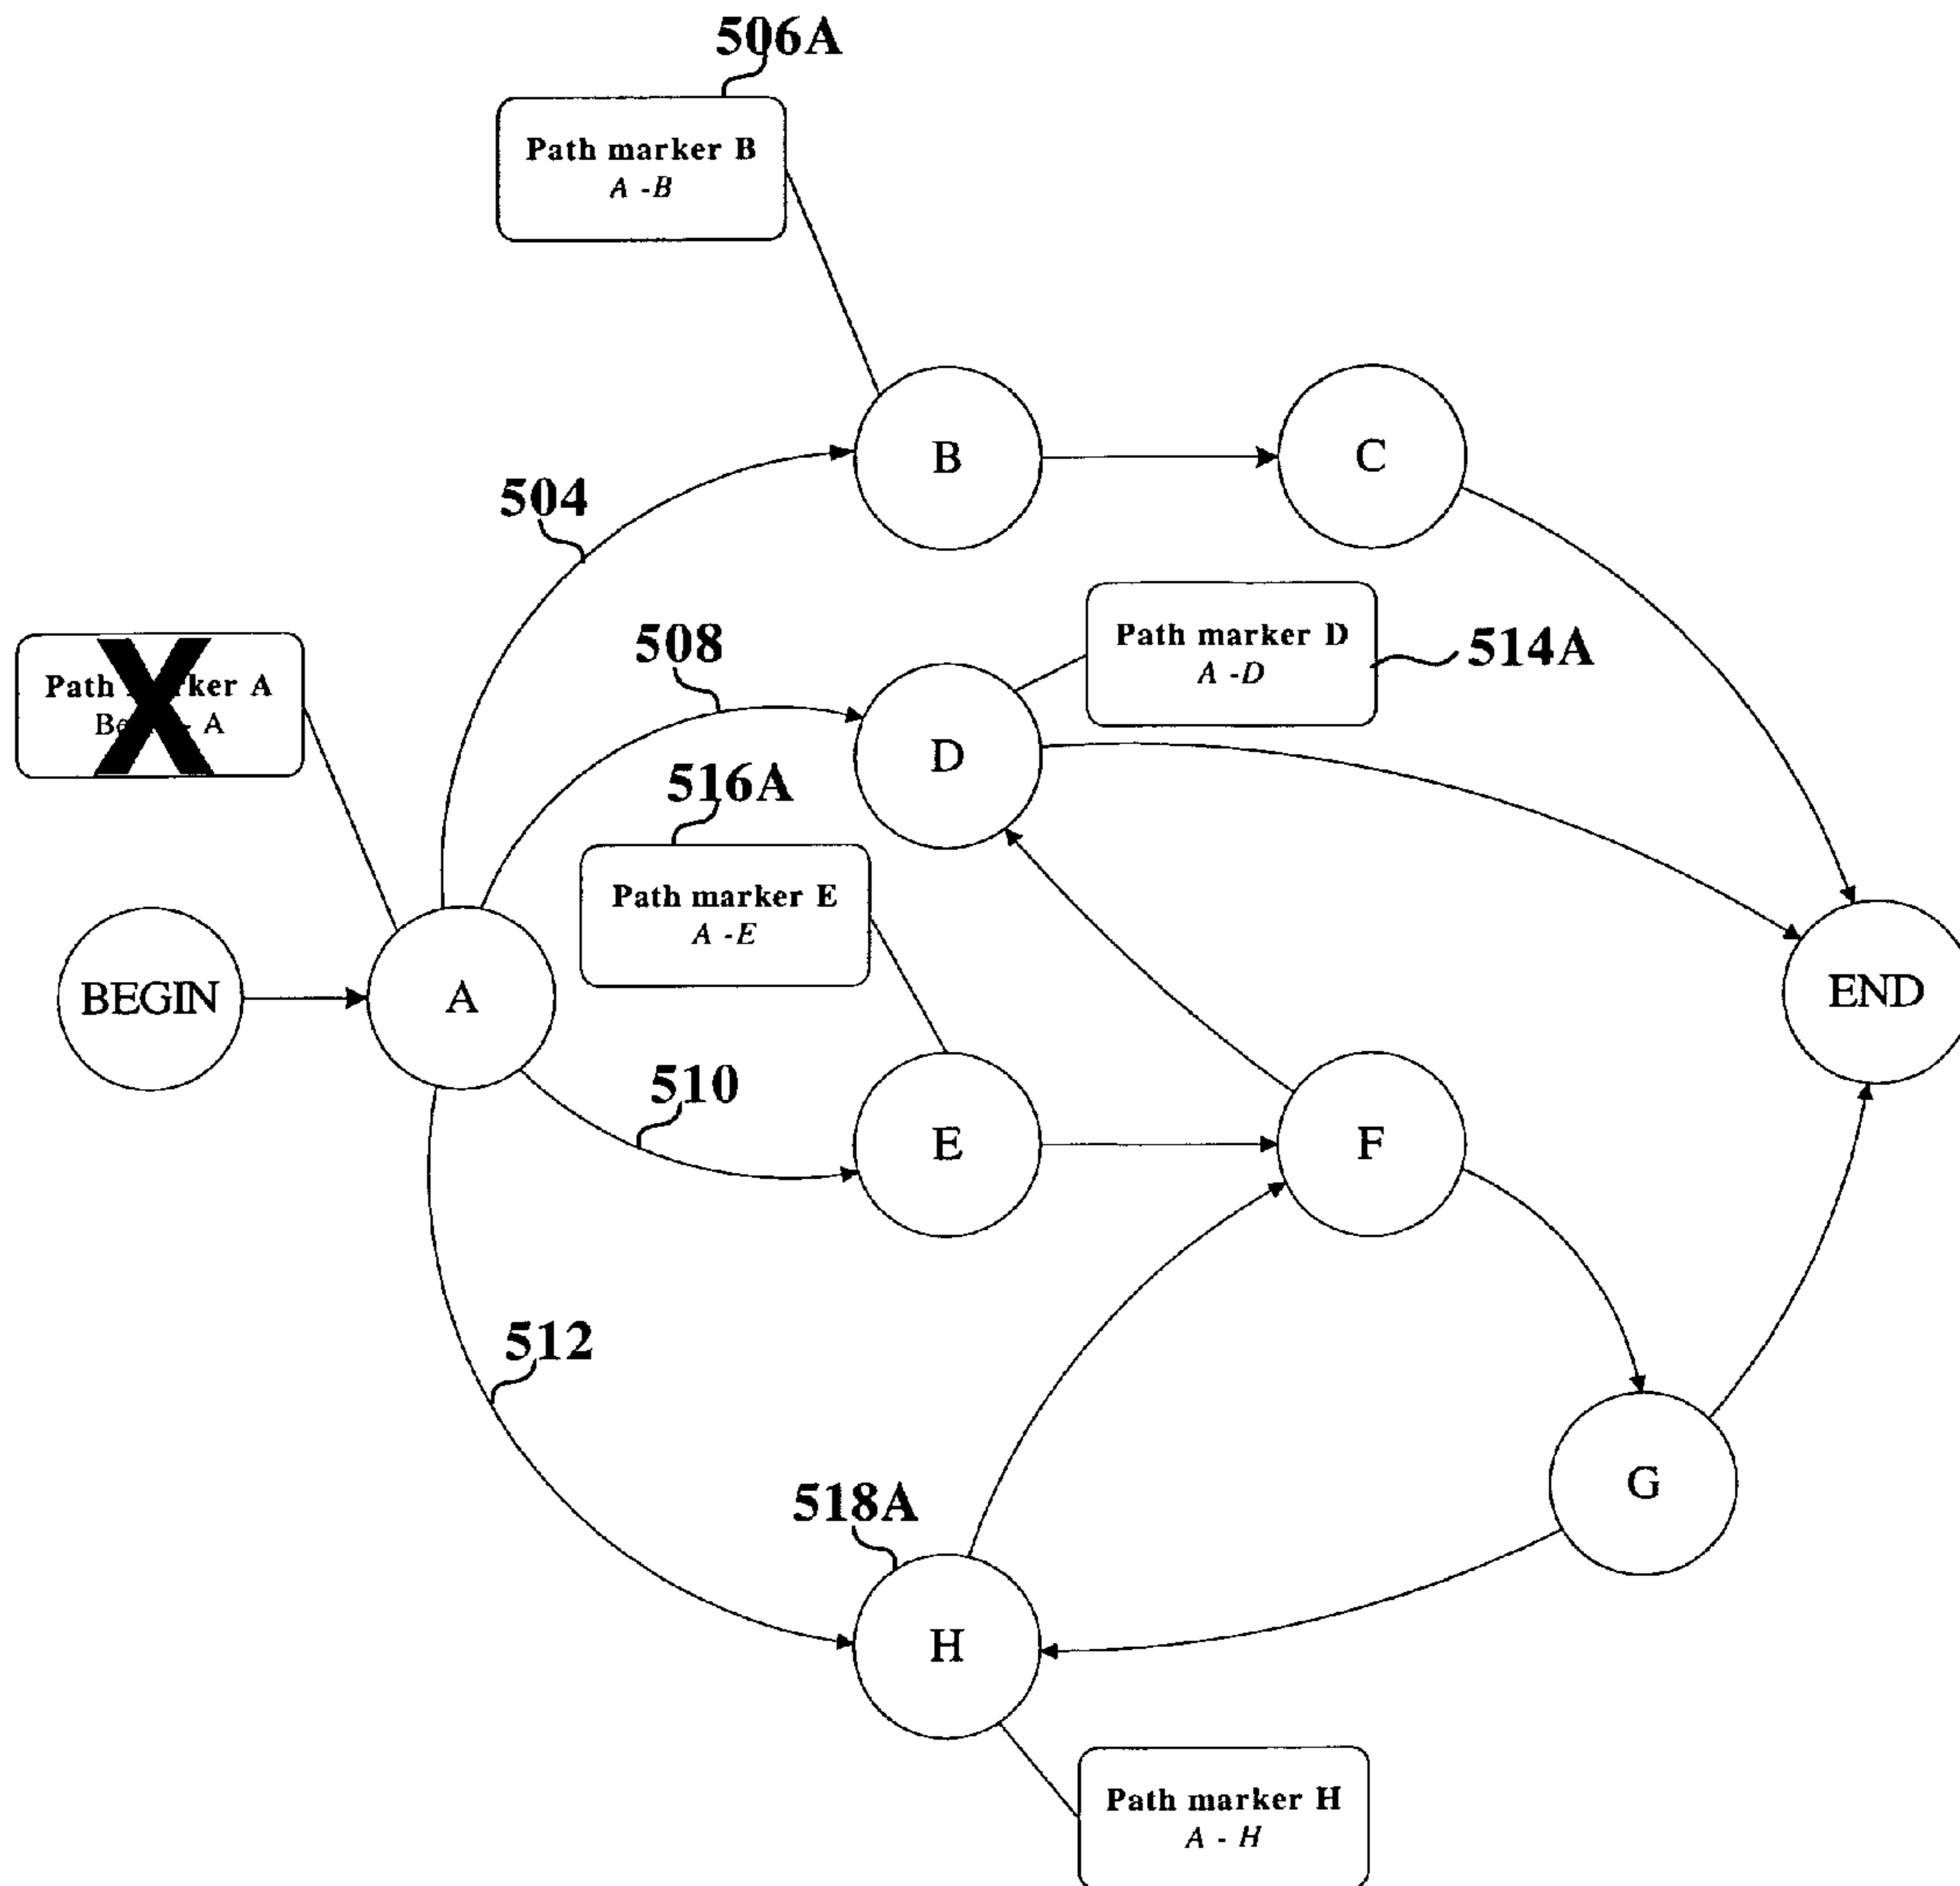 506A
Path marker B
A -B
B
C
504
508
Path marker D
A -D
514A
Path ker A
A
D
516A
Path marker E
A -E
BEGIN
A
END
510
E
F
512
518A
G
H
Path marker H
A - H